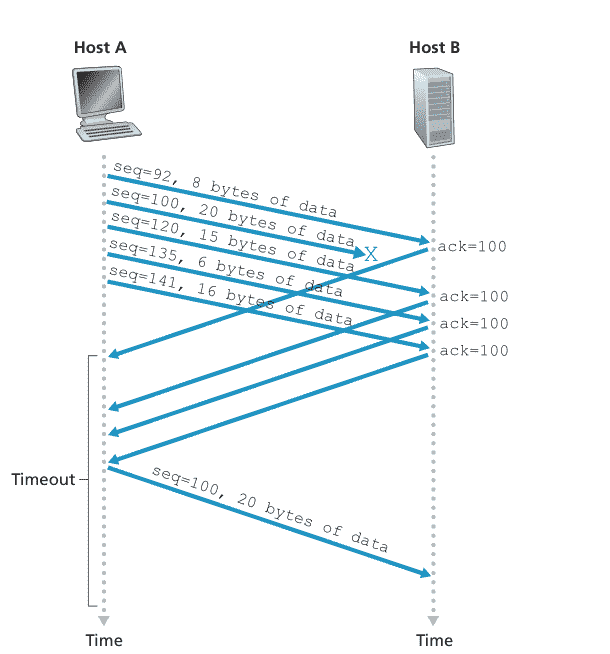 Host A
Host B
seq=92, 8 bytes of data
seq=100, 20 bytes of data
X
seq=120, 15 bytes of data
seq=135, 6 bytes of data
seq=141, 16 bytes of data
ack=100
ack=100
ack=100
ack=100
Timeout
seq=100, 20 bytes of data
Time
Time